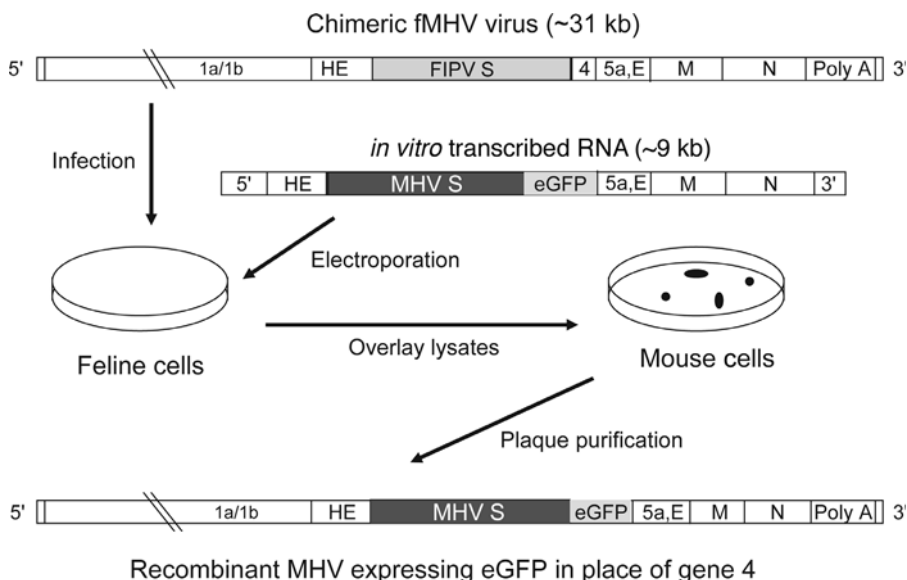 Chimeric fMHV virus (~31 kb)
5' 1a/1b HE FIPV S 4 5a,E M N Poly A 3'
Infection
in vitro transcribed RNA (~9 kb)
5' HE MHV S eGFP 5a,E M N 3'
Electroporation
Overlay lysates
Feline cells
Mouse cells
Plaque purification
5' 1a/1b HE MHV S eGFP 5a,E M N Poly A 3'
Recombinant MHV expressing eGFP in place of gene 4